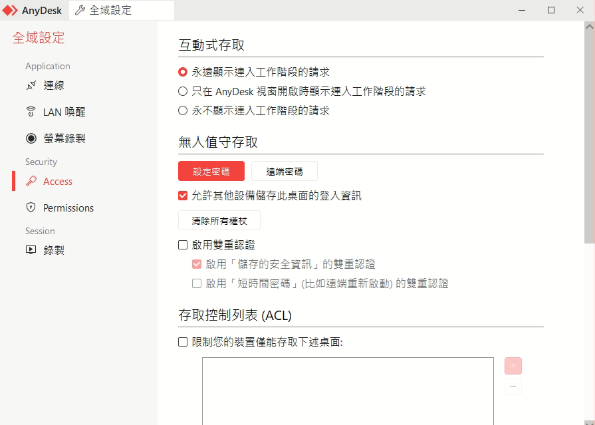 AnyDesk
全域設定
全域設定
Application
連線
LAN 喚醒
螢幕錄製
Security
Access
Permissions
Session
錄製
互動式存取
永遠顯示連入工作階段的請求
只在 AnyDesk 視窗開啟時顯示連入工作階段的請求
永不顯示連入工作階段的請求
無人值守存取
設定密碼
遠端密碼
允許其他設備儲存此桌面的登入資訊
清除所有權杖
啟用雙重認證
啟用「儲存的安全資訊」的雙重認證
啟用「短時間密碼」(比如遠端重新啟動) 的雙重認證
存取控制列表 (ACL)
限制您的裝置僅能存取下述桌面: